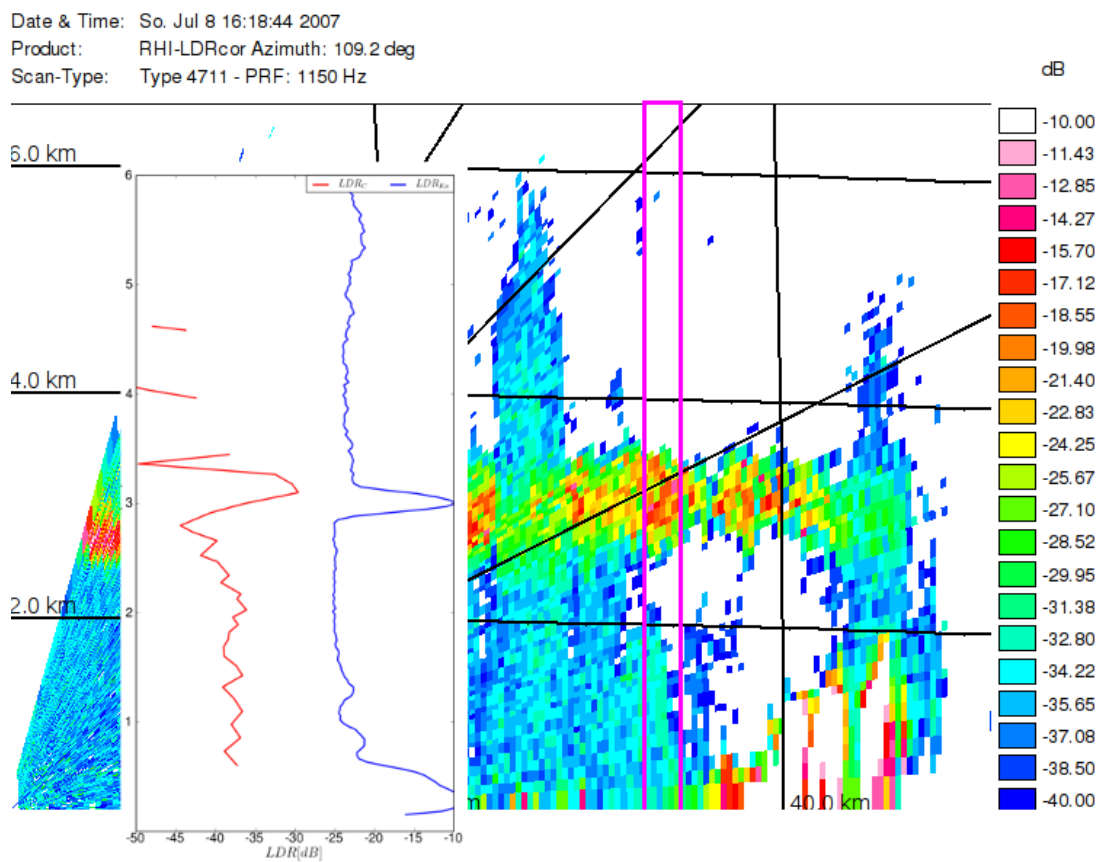 Date & Time: So. Jul 8 16:18:44 2007
Product: RHI-LDRcor Azimuth: 109.2 deg
Scan-Type: Type 4711 - PRF: 1150 Hz
dB
-10.00
-11.43
-12.85
-14.27
-15.70
-17.12
-18.55
-19.98
-21.40
-22.83
-24.25
-25.67
-27.10
-28.52
-29.95
-31.38
-32.80
-34.22
-35.65
-37.08
-38.50
-40.00
6.0 km
4.0 km
2.0 km
LDR_C LDR_Ka
6
5
4
3
2
1
-50 -45 -40 -35 -30 -25 -20 -15 -10
LDR[dB]
40.0 km